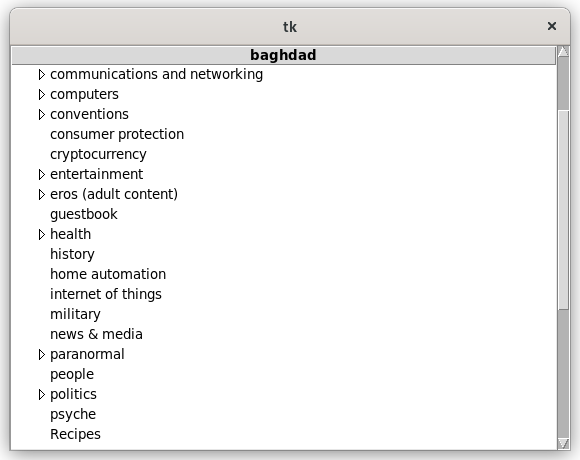 tk
baghdad
communications and networking
computers
conventions
consumer protection
cryptocurrency
entertainment
eros (adult content)
guestbook
health
history
home automation
internet of things
military
news & media
paranormal
people
politics
psyche
Recipes